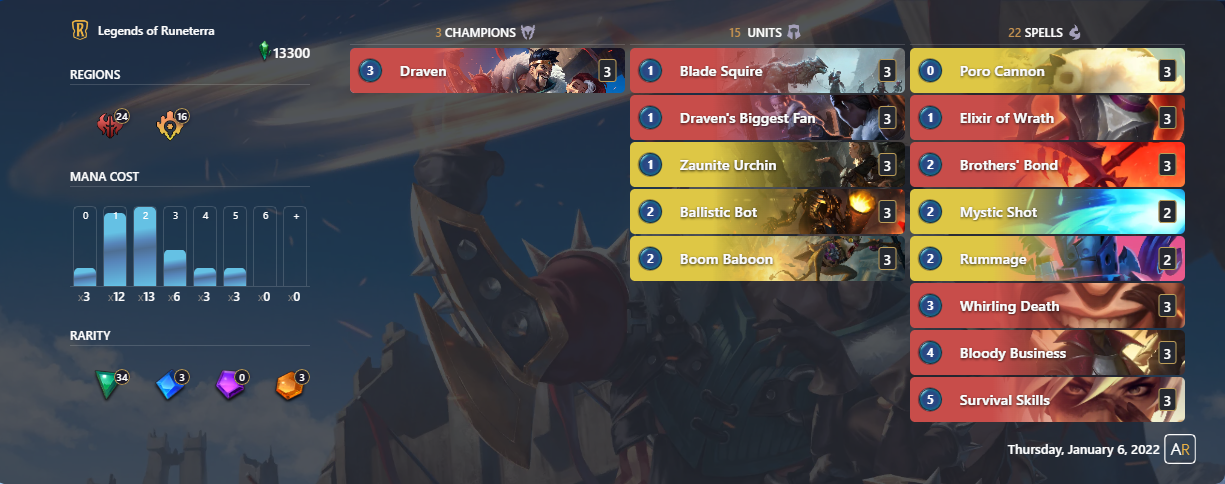 Legends of Runeterra
13300
REGIONS
24
16
MANA COST
0 1 2 3 4 5 6 +
x3 x12 x13 x6 x3 x3 x0 x0
RARITY
34 3 0 3
3 CHAMPIONS
3 Draven 3
15 UNITS
1 Blade Squire 3
1 Draven's Biggest Fan 3
1 Zaunite Urchin 3
2 Ballistic Bot 3
2 Boom Baboon 3
22 SPELLS
0 Poro Cannon 3
1 Elixir of Wrath 3
2 Brothers' Bond 3
2 Mystic Shot 2
2 Rummage 2
3 Whirling Death 3
4 Bloody Business 3
5 Survival Skills 3
Thursday, January 6, 2022 AR